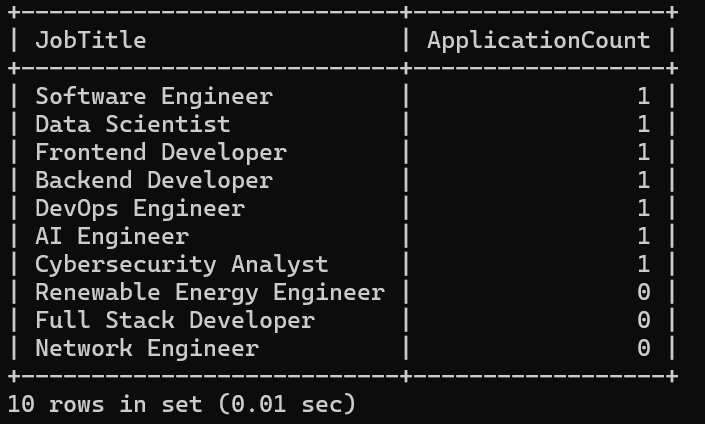 +---------------------------+------------------+
| JobTitle                  | ApplicationCount |
+---------------------------+------------------+
| Software Engineer         |                1 |
| Data Scientist            |                1 |
| Frontend Developer        |                1 |
| Backend Developer         |                1 |
| DevOps Engineer           |                1 |
| AI Engineer               |                1 |
| Cybersecurity Analyst     |                1 |
| Renewable Energy Engineer |                0 |
| Full Stack Developer      |                0 |
| Network Engineer          |                0 |
+---------------------------+------------------+
10 rows in set (0.01 sec)